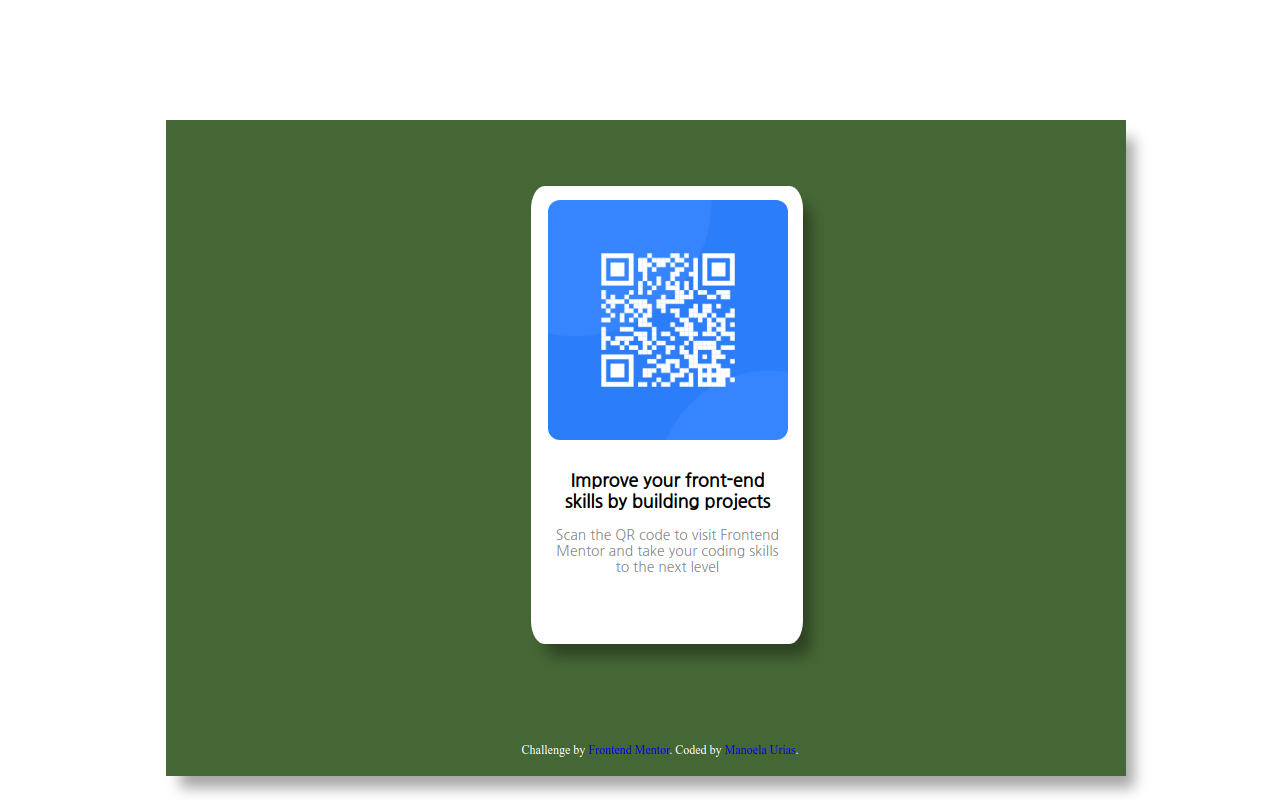 Improve your front-end
skills by building projects
Scan the QR code to visit Frontend
Mentor and take your coding skills
to the next level
Challenge by Frontend Mentor. Coded by Manoela Urias.